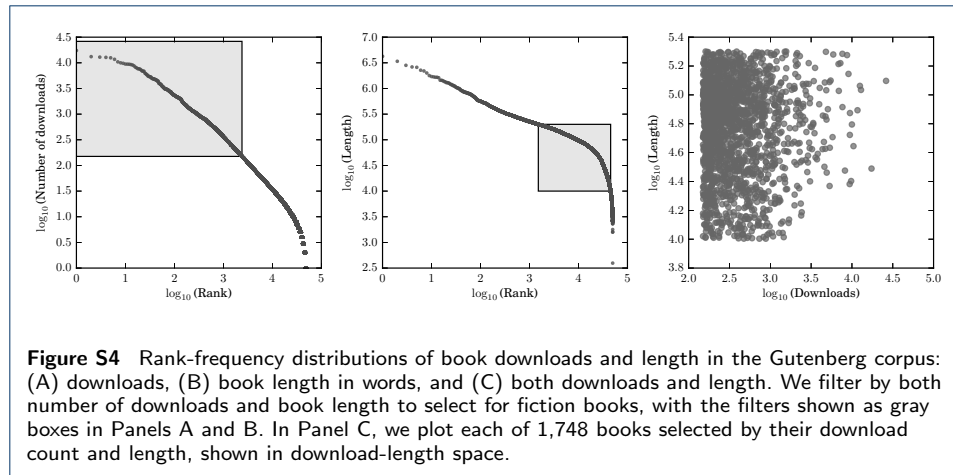 4.5
4.0
3.5
3.0
2.5
2.0
1.5
1.0
0.5
0.0
0 1 2 3 4 5
log10 (Rank)
log10 (Number of downloads)
7.0
6.5
6.0
5.5
5.0
4.5
4.0
3.5
3.0
2.5
0 1 2 3 4 5
log10 (Rank)
log10 (Length)
5.4
5.2
5.0
4.8
4.6
4.4
4.2
4.0
3.8
2.0 2.5 3.0 3.5 4.0 4.5 5.0
log10 (Downloads)
log10 (Length)
Figure S4 Rank-frequency distributions of book downloads and length in the Gutenberg corpus:
(A) downloads, (B) book length in words, and (C) both downloads and length. We filter by both
number of downloads and book length to select for fiction books, with the filters shown as gray
boxes in Panels A and B. In Panel C, we plot each of 1,748 books selected by their download
count and length, shown in download-length space.